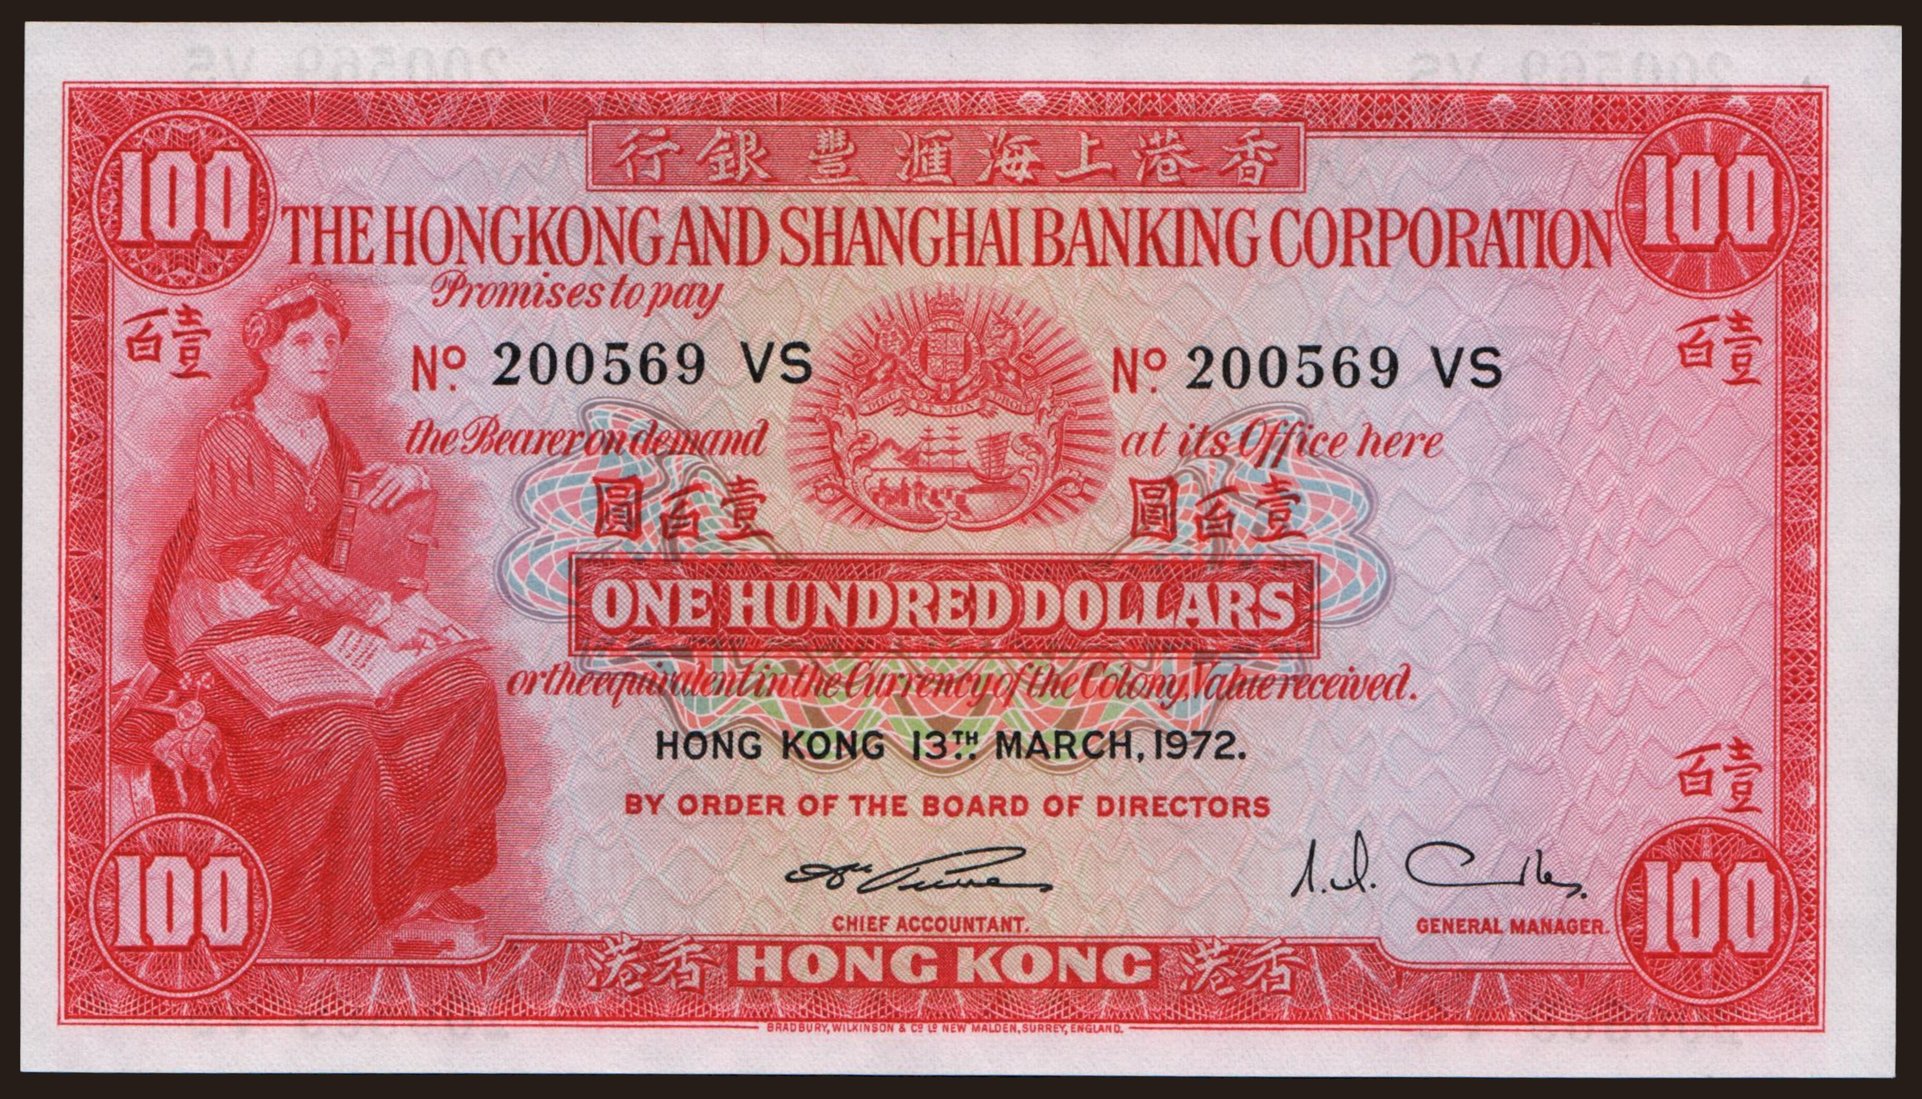 行銀豐滙海上港香
100
100
THE HONGKONG AND SHANGHAI BANKING CORPORATION
Promises to pay
百壹
百壹
No. 200569 VS
No. 200569 VS
the Bearer on demand
at its Office here
圓百壹
圓百壹
ONE HUNDRED DOLLARS
or the equivalent in the Currency of the Colony, Value received.
HONG KONG 13TH MARCH, 1972.
百壹
BY ORDER OF THE BOARD OF DIRECTORS
CHIEF ACCOUNTANT.
GENERAL MANAGER.
100
100
港香 HONG KONG 港香
BRADBURY, WILKINSON & Co. Ld. NEW MALDEN, SURREY, ENGLAND.